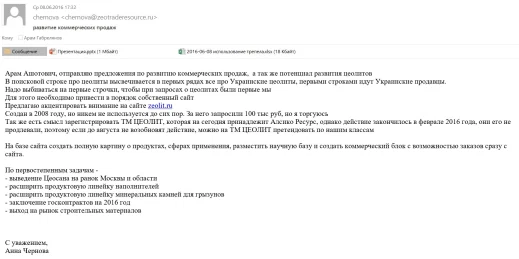 Ср 08.06.2016 17:53
chernova <chernova@zeotraderesource.ru>
развитие коммерческих продаж
Кому Арам Габриелянов
Сообщение Презентация.pptx (1 Мбайт) 2016-06-08 использование трепела.xlsx (18 Кбайт)
Арам Ашотович, отправляю предложения по развитию коммерческих продаж, а так же потенциал развития цеолитов
В поисковой строке про цеолиты высвечивается в первых рядах все про Украинские цеолиты, первыми строками идут Украинские продавцы.
Надо выбиваться на первые строчки, чтобы при запросах о цеолитах были первые мы
Для этого необходимо привести в порядок собственный сайт
Предлагаю акцентировать внимание на сайте zeolit.ru
Создан в 2008 году, но никем не используется до сих пор. За него запросили 100 тыс руб, но я торгуюсь
Так же есть смысл зарегистрировать ТМ ЦЕОЛИТ, которая на сегодня принадлежит Алсико Ресурс, однако действие закончилось в феврале 2016 года, они его не
продлевали, поэтому если до августа не возобновят действие, можно на ТМ ЦЕОЛИТ претендовать по нашим классам
На базе сайта создать полную картину о продуктах, сферах применения, разместить научную базу и создать коммерческий блок с возможностью заказов сразу с
сайта.
По первостепенным задачам -
- выведение Цеосана на ранок Москвы и области
- расширить продуктовую линейку наполнителей
- расширить продуктовую линейку минеральных камней для грызунов
- заключение госконтрактов на 2016 год
- выход на рынок строительных материалов
С уважением,
Анна Чернова